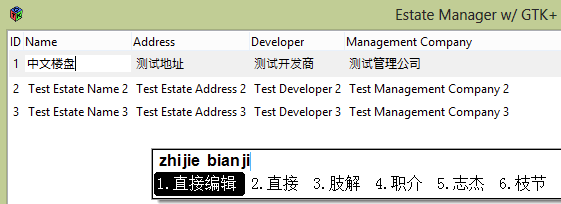 Estate Manager w/ GTK+
ID Name Address Developer Management Company
1 中文楼盘 测试地址 测试开发商 测试管理公司
2 Test Estate Name 2 Test Estate Address 2 Test Developer 2 Test Management Company 2
3 Test Estate Name 3 Test Estate Address 3 Test Developer 3 Test Management Company 3
zhijie bianji
1.直接编辑 2.直接 3.肢解 4.职介 5.志杰 6.枝节